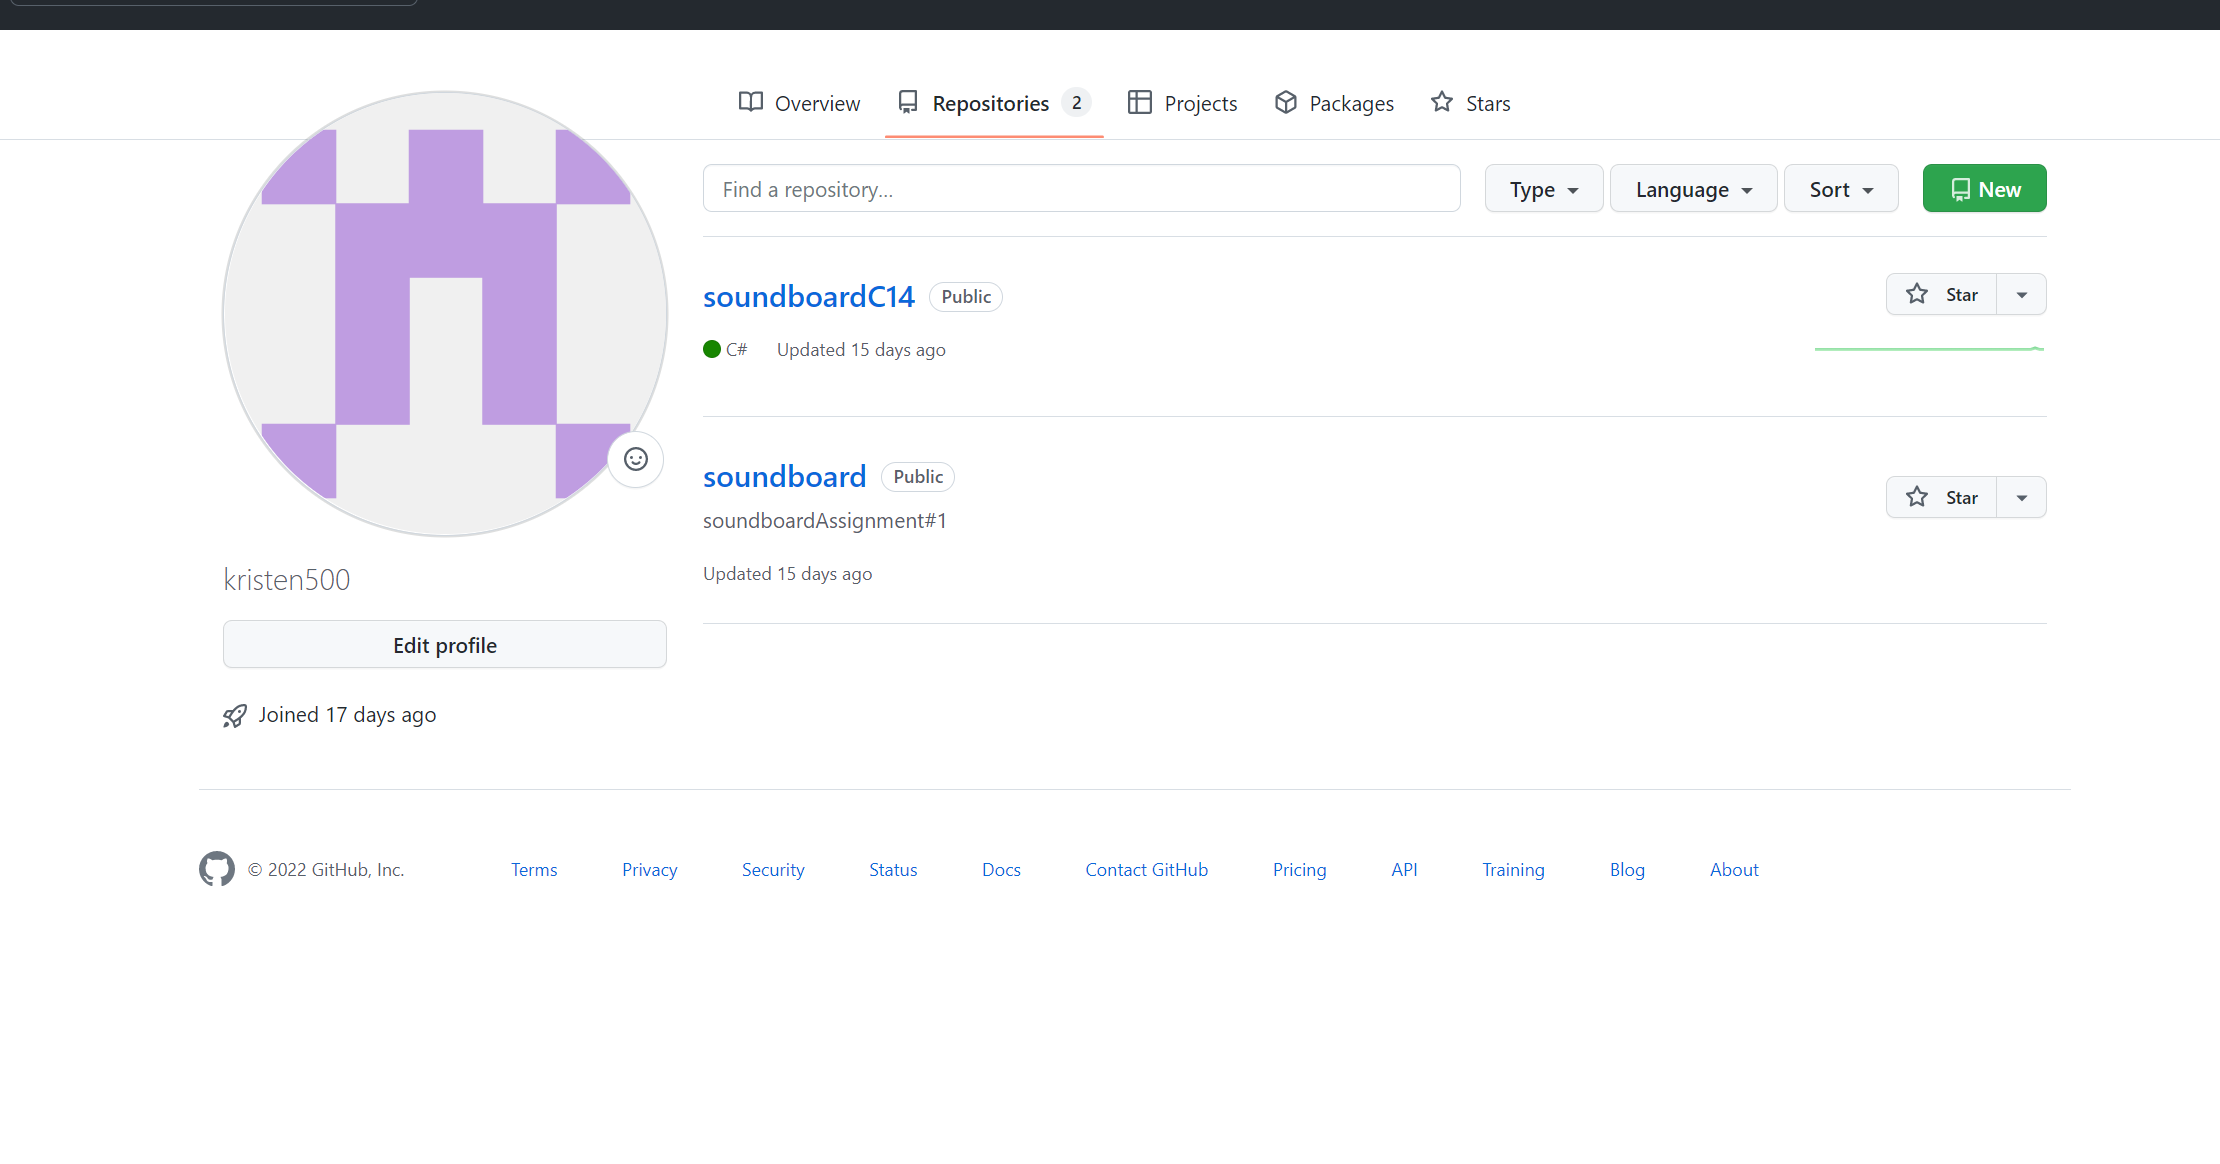 Overview Repositories 2 Projects Packages Stars
Find a repository... Type Language Sort New
soundboardC14 Public Star
C# Updated 15 days ago
soundboard Public Star
soundboardAssignment#1
Updated 15 days ago
kristen500
Edit profile
Joined 17 days ago
© 2022 GitHub, Inc. Terms Privacy Security Status Docs Contact GitHub Pricing API Training Blog About